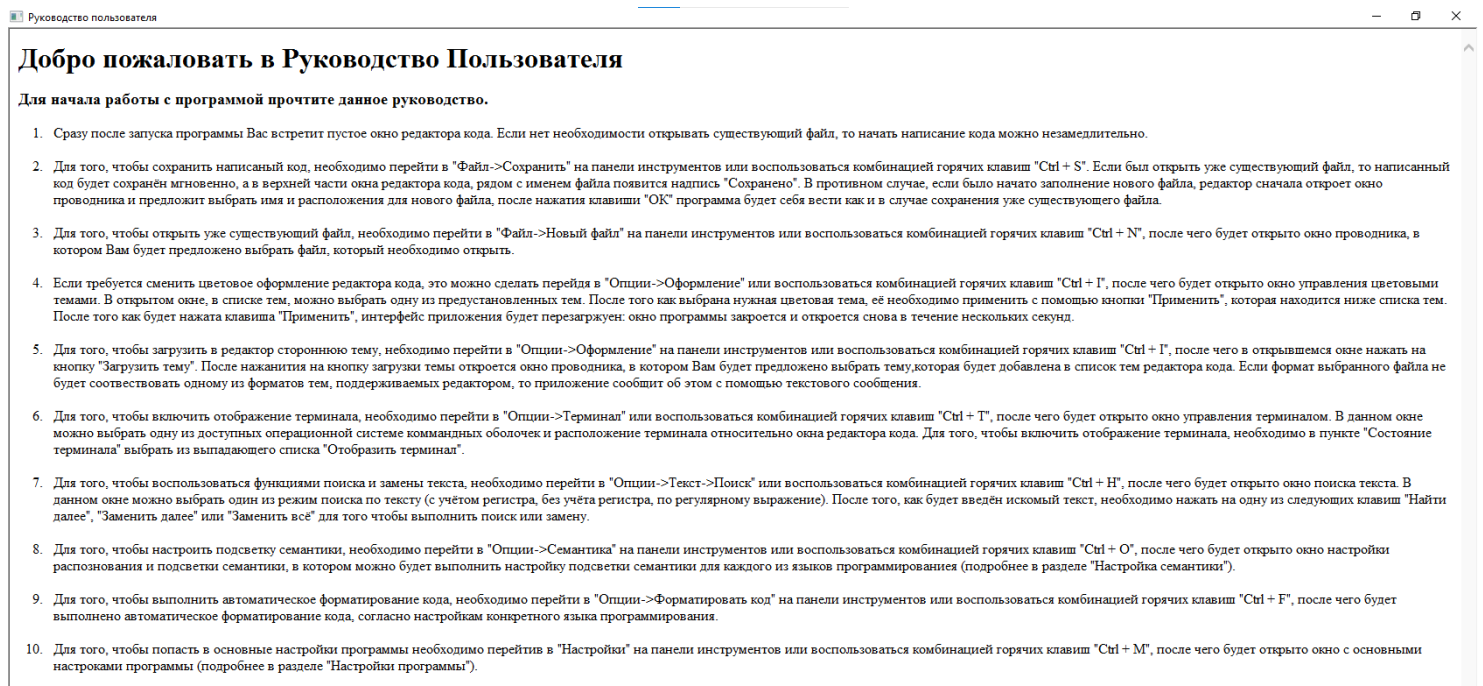 Руководство пользователя
Добро пожаловать в Руководство Пользователя
Для начала работы с программой прочтите данное руководство.
1. Сразу после запуска программы Вас встретит пустое окно редактора кода. Если нет необходимости открывать существующий файл, то начать написание кода можно незамедлительно.
2. Для того, чтобы сохранить написаный код, необходимо перейти в "Файл->Сохранить" на панели инструментов или воспользоваться комбинацией горячих клавиш "Ctrl + S". Если был открыть уже существующий файл, то написанный
код будет сохранён мгновенно, а в верхней части окна редактора кода, рядом с именем файла появится надпись "Сохранено". В противном случае, если было начато заполнение нового файла, редактор сначала откроет окно
проводника и предложит выбрать имя и расположения для нового файла, после нажатия клавиши "ОК" программа будет себя вести как и в случае сохранения уже существующего файла.
3. Для того, чтобы открыть уже существующий файл, необходимо перейти в "Файл->Новый файл" на панели инструментов или воспользоваться комбинацией горячих клавиш "Ctrl + N", после чего будет открыто окно проводника, в
котором Вам будет предложено выбрать файл, который необходимо открыть.
4. Если требуется сменить цветовое оформление редактора кода, это можно сделать перейдя в "Опции->Оформление" или воспользоваться комбинацией горячих клавиш "Ctrl + I", после чего будет открыто окно управления цветовыми
темами. В открытом окне, в списке тем, можно выбрать одну из предустановленных тем. После того как выбрана нужная цветовая тема, её необходимо применить с помощью кнопки "Применить", которая находится ниже списка тем.
После того как будет нажата клавиша "Применить", интерфейс приложения будет перезагржуен: окно программы закроется и откроется снова в течение нескольких секунд.
5. Для того, чтобы загрузить в редактор стороннюю тему, небходимо перейти в "Опции->Оформление" на панели инструментов или воспользоваться комбинацией горячих клавиш "Ctrl + I", после чего в открывшемся окне нажать на
кнопку "Загрузить тему". После нажанития на кнопку загрузки темы откроется окно проводника, в котором Вам будет предложено выбрать тему,которая будет добавлена в список тем редактора кода. Если формат выбранного файла не
будет соотвествовать одному из форматов тем, поддерживаемых редактором, то приложение сообщит об этом с помощью текстового сообщения.
6. Для того, чтобы включить отображение терминала, необходимо перейти в "Опции->Терминал" или воспользоваться комбинацией горячих клавиш "Ctrl + T", после чего будет открыто окно управления терминалом. В данном окне
можно выбрать одну из доступных операционной системе коммандных оболочек и расположение терминала относительно окна редактора кода. Для того, чтобы включить отображение терминала, необходимо в пункте "Состояние
терминала" выбрать из выпадающего списка "Отобразить терминал".
7. Для того, чтобы воспользоваться функциями поиска и замены текста, необходимо перейти в "Опции->Текст->Поиск" или воспользоваться комбинацией горячих клавиш "Ctrl + H", после чего будет открыто окно поиска текста. В
данном окне можно выбрать один из режим поиска по тексту (с учётом регистра, без учёта регистра, по регулярному выражение). После того, как будет введён искомый текст, необходимо нажать на одну из следующих клавиш "Найти
далее", "Заменить далее" или "Заменить всё" для того чтобы выполнить поиск или замену.
8. Для того, чтобы настроить подсветку семантики, необходимо перейти в "Опции->Семантика" на панели инструментов или воспользоваться комбинацией горячих клавиш "Ctrl + O", после чего будет открыто окно настройки
распознования и подсветки семантики, в котором можно будет выполнить настройку подсветки семантики для каждого из языков программированиея (подробнее в разделе "Настройка семантики").
9. Для того, чтобы выполнить автоматическое форматирование кода, необходимо перейти в "Опции->Форматировать код" на панели инструментов или воспользоваться комбинацией горячих клавиш "Ctrl + F", после чего будет
выполнено автоматическое форматирование кода, согласно настройкам конкретного языка программирования.
10. Для того, чтобы попасть в основные настройки программы необходимо перейтив в "Настройки" на панели инструментов или воспользоваться комбинацией горячих клавиш "Ctrl + M", после чего будет открыто окно с основными
настроками программы (подробнее в разделе "Настройки программы").